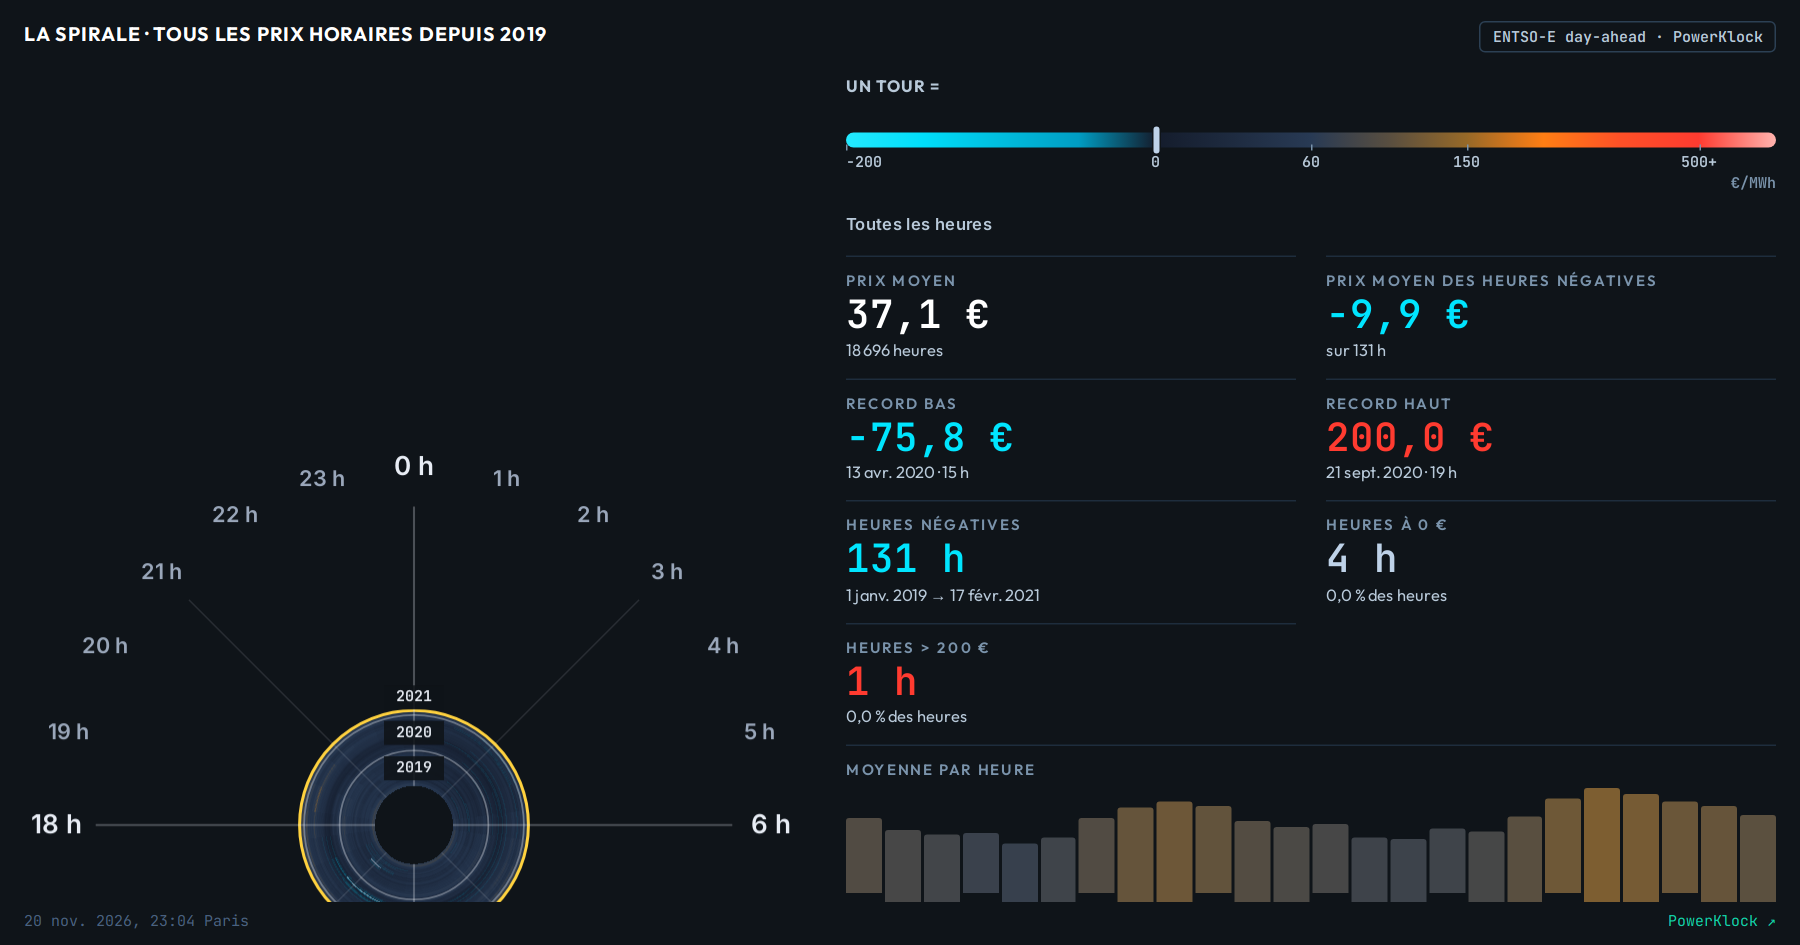 LA SPIRALE · TOUS LES PRIX HORAIRES DEPUIS 2019
ENTSO-E day-ahead · PowerKlock
UN TOUR =
-200 0 60 150 500+
€/MWh
Toutes les heures
PRIX MOYEN
37,1 €
18 696 heures
PRIX MOYEN DES HEURES NÉGATIVES
-9,9 €
sur 131 h
RECORD BAS
-75,8 €
13 avr. 2020 · 15 h
RECORD HAUT
200,0 €
21 sept. 2020 · 19 h
HEURES NÉGATIVES
131 h
1 janv. 2019 → 17 févr. 2021
HEURES À 0 €
4 h
0,0 % des heures
HEURES > 200 €
1 h
0,0 % des heures
MOYENNE PAR HEURE
0 h
23 h
1 h
22 h
2 h
21 h
3 h
20 h
4 h
19 h
5 h
18 h
6 h
2021
2020
2019
20 nov. 2026, 23:04 Paris
PowerKlock ↗